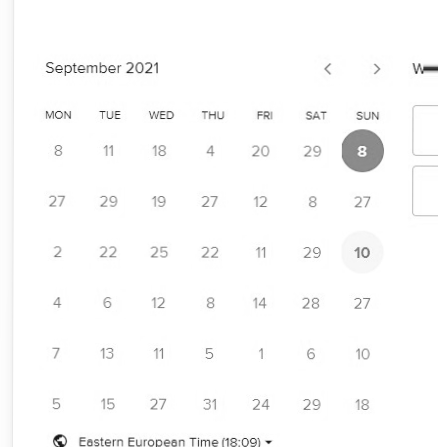 September 2021
MON TUE WED THU FRI SAT SUN
8 11 18 4 20 29 8
27 29 19 27 12 8 27
2 22 25 22 11 29 10
4 6 12 8 14 28 27
7 13 11 5 1 6 10
5 15 27 31 24 29 18
Eastern European Time (18:09)